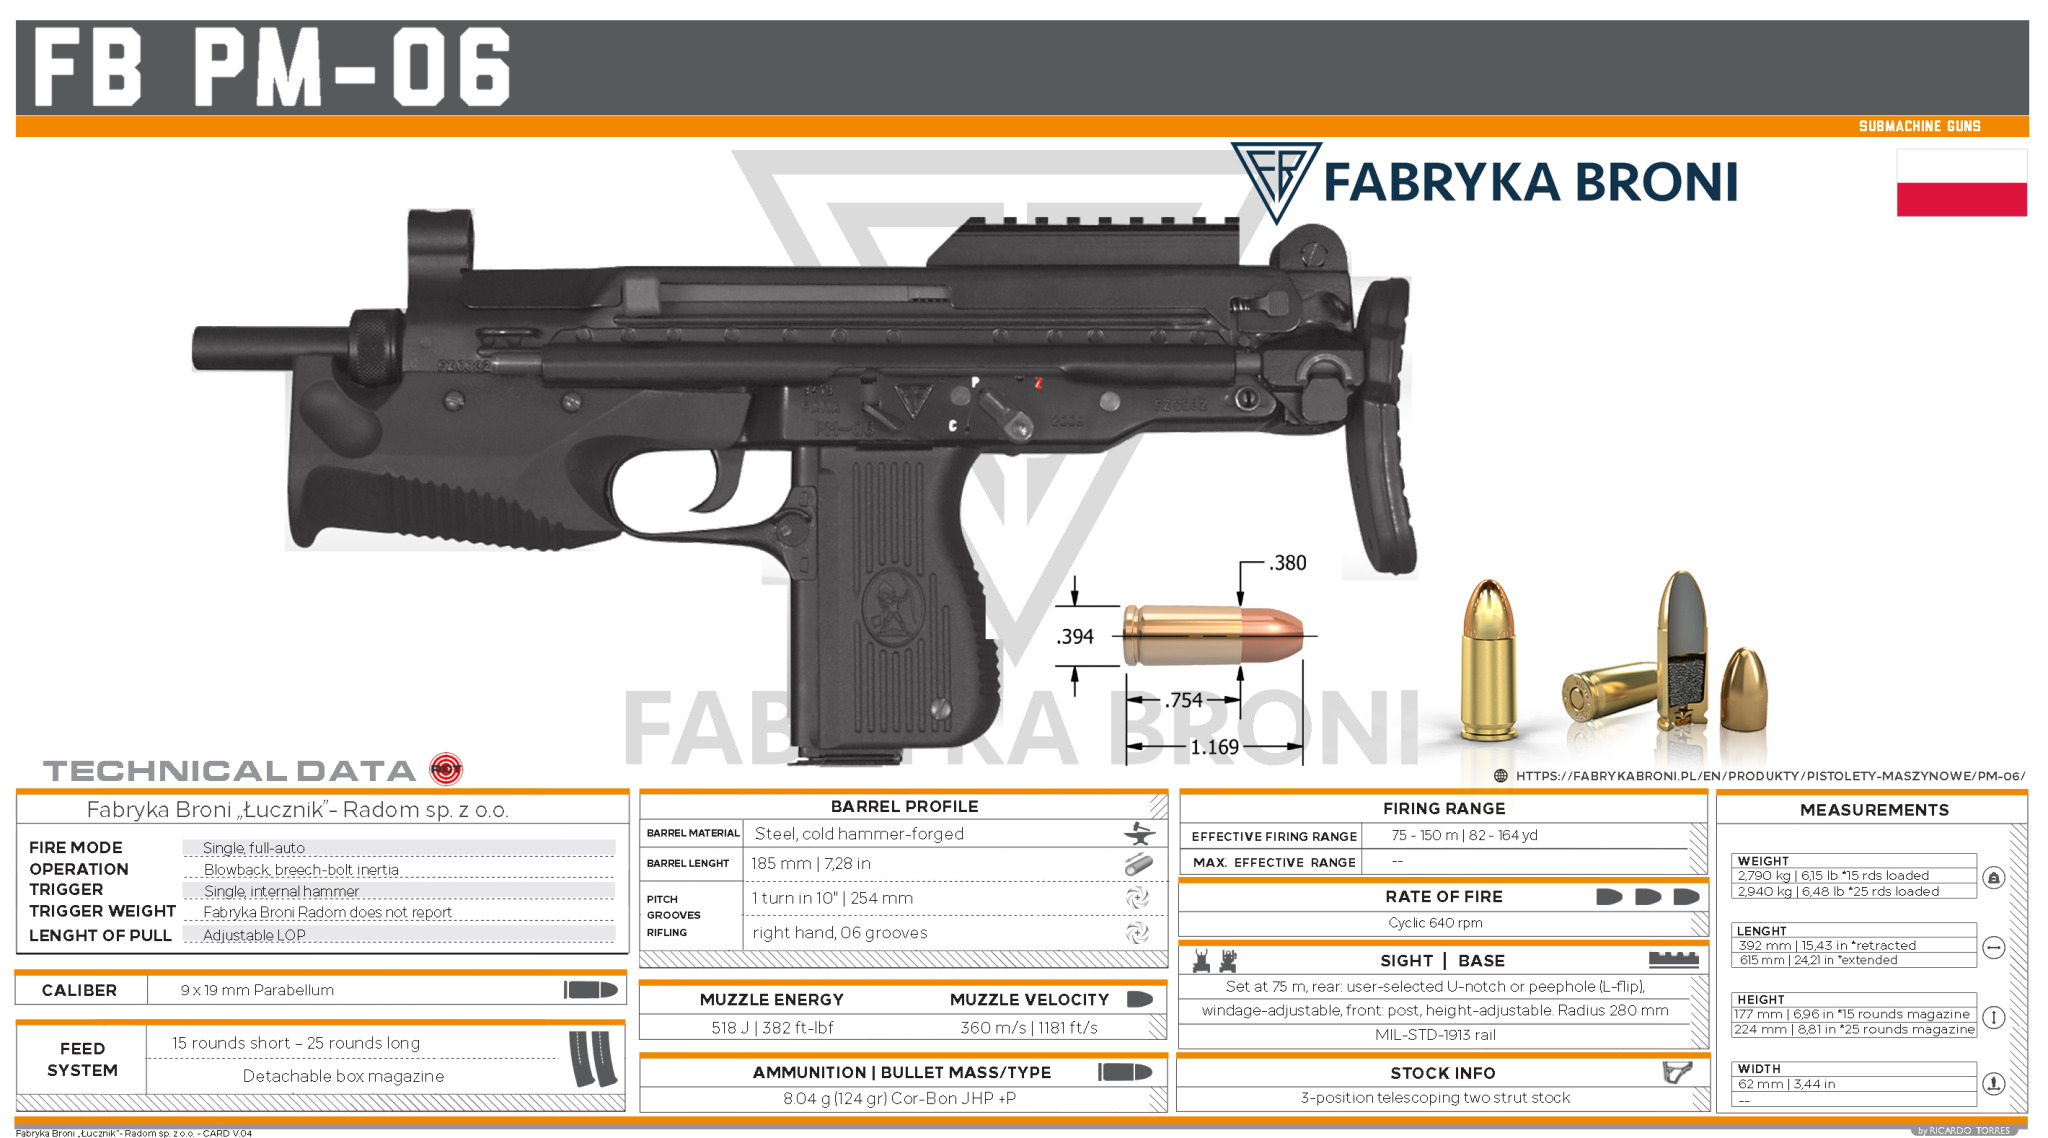 FB PM-06
SUBMACHINE GUNS
FABRYKA BRONI
FZ0032
P
Z
C
PM-06
2006
FZ0032
.380
.394
.754
1.169
FABRYKA BRONI
HTTPS://FABRYKABRONI.PL/EN/PRODUKTY/PISTOLETY-MASZYNOWE/PM-06/
TECHNICAL DATA
Fabryka Broni „Łucznik”- Radom sp. z o.o.
FIRE MODE Single, full-auto
OPERATION Blowback, breech-bolt inertia
TRIGGER Single, internal hammer
TRIGGER WEIGHT Fabryka Broni Radom does not report
LENGHT OF PULL Adjustable LOP
CALIBER 9 x 19 mm Parabellum
FEED
SYSTEM
15 rounds short – 25 rounds long
Detachable box magazine
BARREL PROFILE
BARREL MATERIAL Steel, cold hammer-forged
BARREL LENGHT 185 mm | 7,28 in
PITCH 1 turn in 10" | 254 mm
GROOVES
RIFLING right hand, 06 grooves
MUZZLE ENERGY MUZZLE VELOCITY
518 J | 382 ft-lbf 360 m/s | 1181 ft/s
AMMUNITION | BULLET MASS/TYPE
8.04 g (124 gr) Cor-Bon JHP +P
FIRING RANGE
EFFECTIVE FIRING RANGE 75 - 150 m | 82 - 164 yd
MAX. EFFECTIVE RANGE --
RATE OF FIRE
Cyclic 640 rpm
SIGHT | BASE
Set at 75 m, rear: user-selected U-notch or peephole (L-flip),
windage-adjustable, front: post, height-adjustable. Radius 280 mm
MIL-STD-1913 rail
STOCK INFO
3-position telescoping two strut stock
MEASUREMENTS
WEIGHT
2,790 kg | 6,15 lb *15 rds loaded
2,940 kg | 6,48 lb *25 rds loaded
LENGHT
392 mm | 15,43 in *retracted
615 mm | 24,21 in *extended
HEIGHT
177 mm | 6,96 in *15 rounds magazine
224 mm | 8,81 in *25 rounds magazine
WIDTH
62 mm | 3,44 in
--
Fabryka Broni „Łucznik”- Radom sp. z o.o. - CARD V.04
by RICARDO TORRES